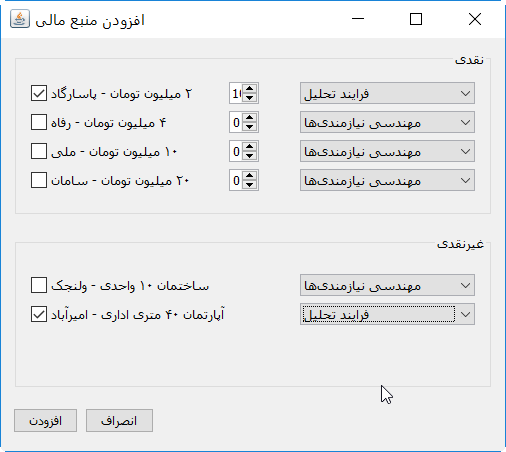 افزودن منبع مالی
نقدی
۲ میلیون تومان - پاسارگاد 10 فرایند تحلیل
۴ میلیون تومان - رفاه 0 مهندسی نیازمندی‌ها
۱۰ میلیون تومان - ملی 0 مهندسی نیازمندی‌ها
۲۰ میلیون تومان - سامان 0 مهندسی نیازمندی‌ها
غیرنقدی
ساختمان ۱۰ واحدی - ولنجک مهندسی نیازمندی‌ها
آپارتمان ۴۰ متری اداری - امیرآباد فرایند تحلیل
افزودن انصراف